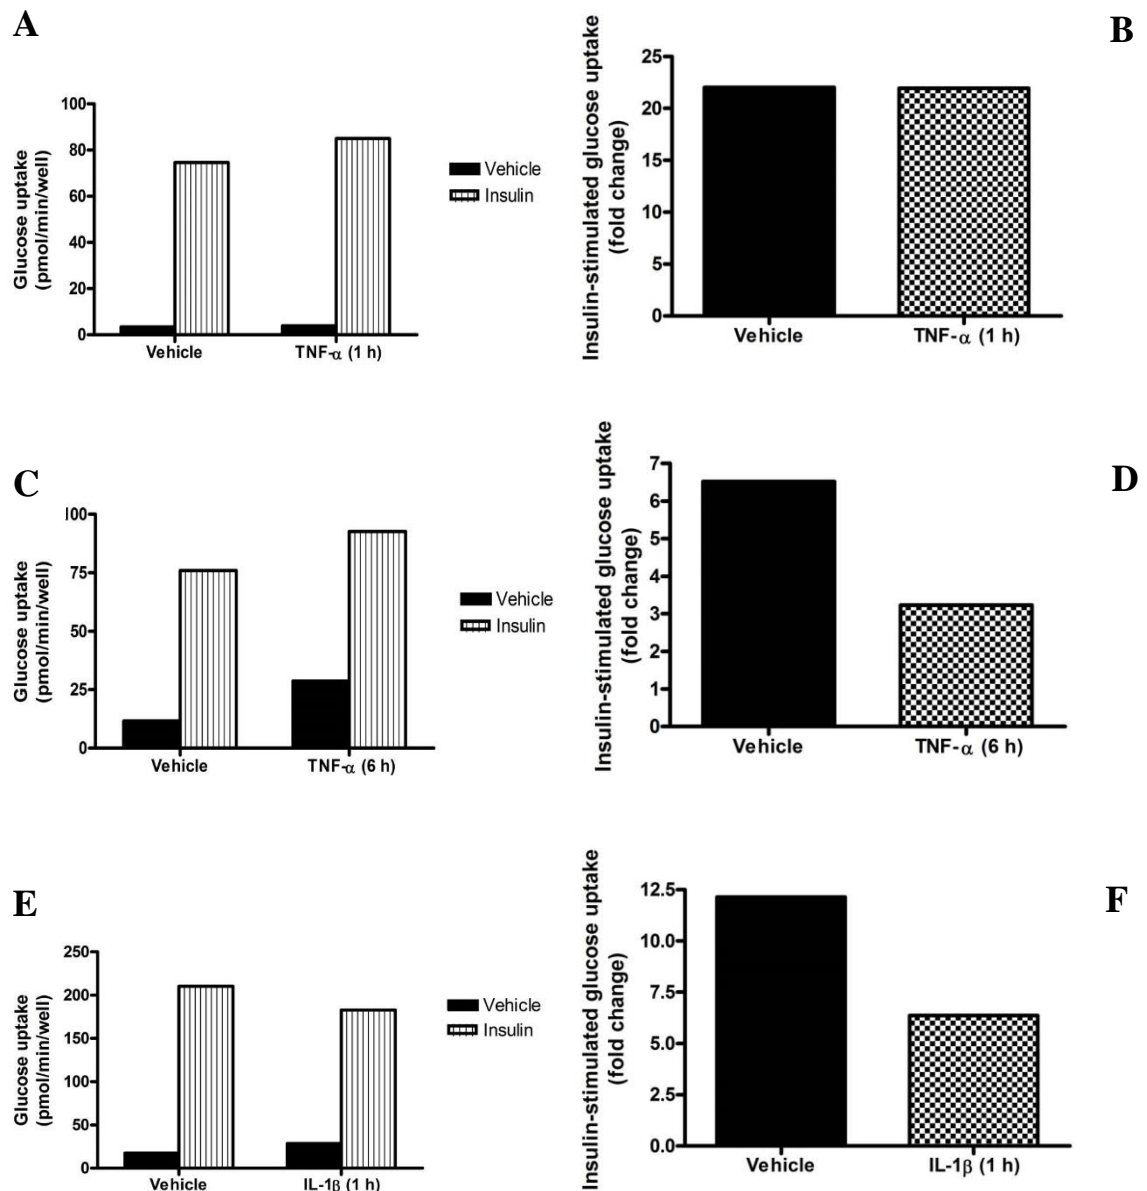 A
Glucose uptake
(pmol/min/well)
100
80
60
40
20
0
Vehicle
TNF-α (1 h)
Vehicle
Insulin
B
Insulin-stimulated glucose uptake
(fold change)
25
20
15
10
5
0
Vehicle
TNF-α (1 h)
C
Glucose uptake
(pmol/min/well)
100
75
50
25
0
Vehicle
TNF-α (6 h)
Vehicle
Insulin
D
Insulin-stimulated glucose uptake
(fold change)
7
6
5
4
3
2
1
0
Vehicle
TNF-α (6 h)
E
Glucose uptake
(pmol/min/well)
250
200
150
100
50
0
Vehicle
IL-1β (1 h)
Vehicle
Insulin
F
Insulin-stimulated glucose uptake
(fold change)
12.5
10.0
7.5
5.0
2.5
0.0
Vehicle
IL-1β (1 h)